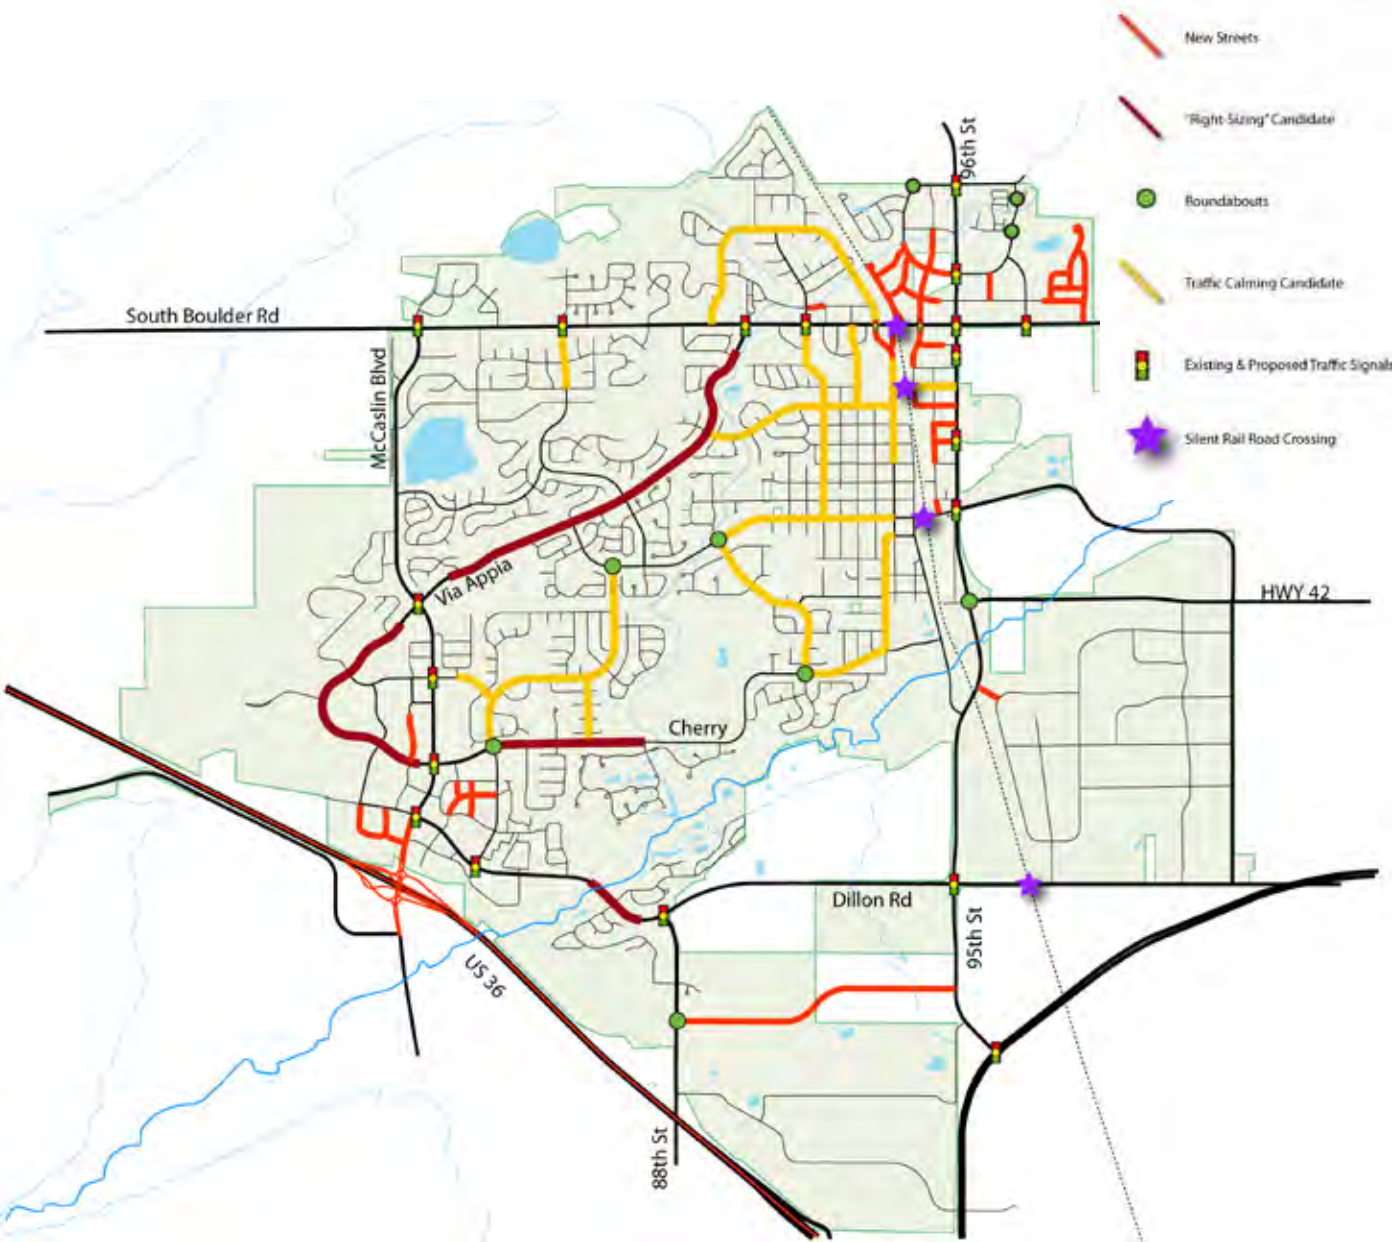 New Streets
"Right-Sizing" Candidate
96th St
Roundabouts
Traffic Calming Candidate
South Boulder Rd
McCaslin Blvd
Existing & Proposed Traffic Signals
Silent Rail Road Crossing
Via Appia
HWY 42
Cherry
Dillon Rd
95th St
US 36
88th St